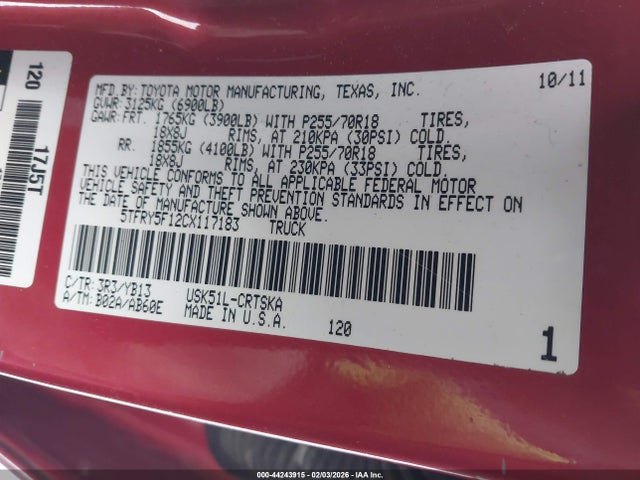 MFD.BY: TOYOTA MOTOR MANUFACTURING, TEXAS, INC. 10/11
GVWR: 3125KG (6900LB)
GAWR: FRT. 1765KG (3900LB) WITH P255/70R18 TIRES,
18X8J RIMS, AT 210KPA (30PSI) COLD.
RR. 1855KG (4100LB) WITH P255/70R18 TIRES,
18X8J RIMS, AT 230KPA (33PSI) COLD.
THIS VEHICLE CONFORMS TO ALL APPLICABLE FEDERAL MOTOR
VEHICLE SAFETY AND THEFT PREVENTION STANDARDS IN EFFECT ON
THE DATE OF MANUFACTURE SHOWN ABOVE.
5TFRY5F12CX117183 TRUCK
C/TR: 3R3/YB13 USK51L-CRTSKA
A/TM: B02A/AB60E MADE IN U.S.A. 120
1
120 17J5T
000-44243915 - 02/03/2026 - IAA Inc.